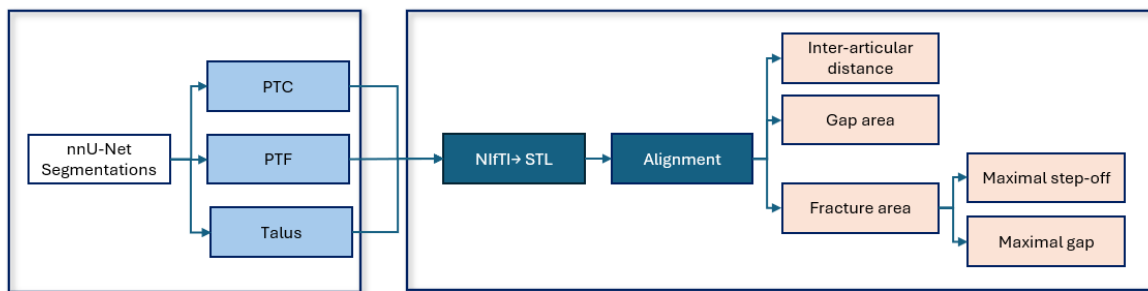 nnU-Net
Segmentations
PTC
PTF
Talus
NIfTI→ STL
Alignment
Inter-articular
distance
Gap area
Fracture area
Maximal step-off
Maximal gap